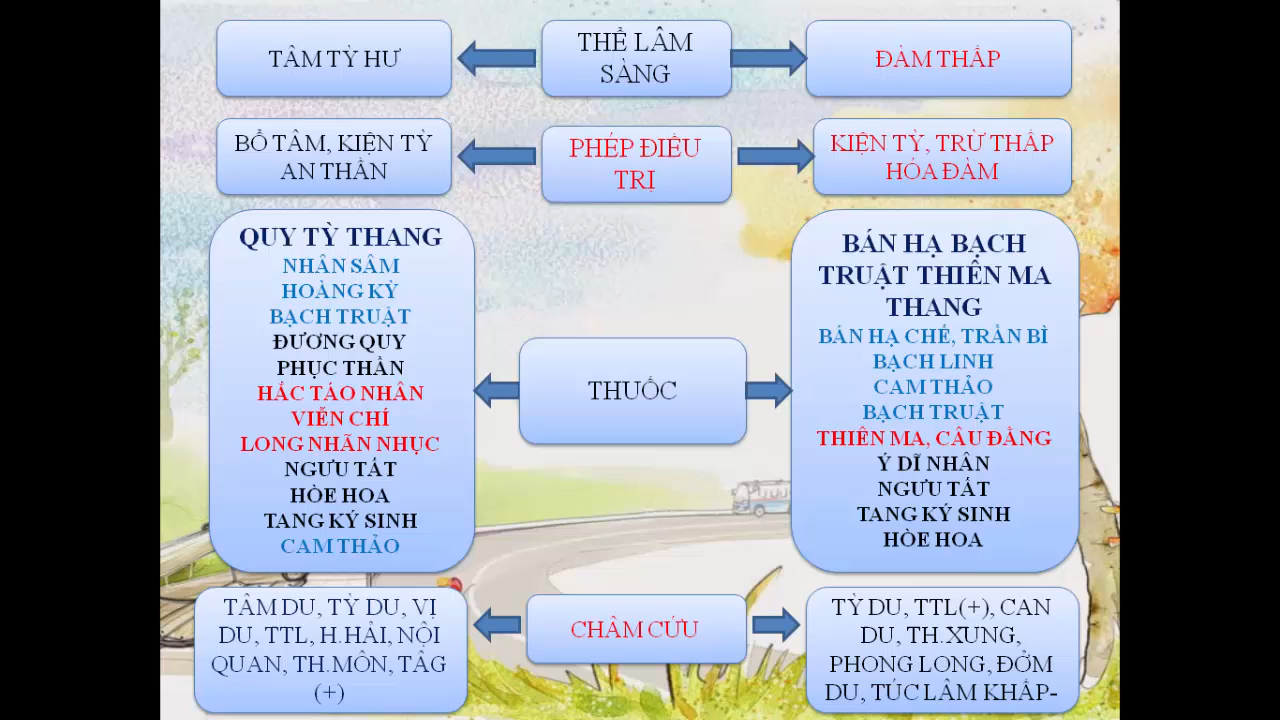 TÂM TỲ HƯ
THỂ LÂM
SÀNG
ĐÀM THẤP
BỔ TÂM, KIỆN TỲ
AN THẦN
PHÉP ĐIỀU
TRỊ
KIỆN TỲ, TRỪ THẤP
HÓA ĐÀM
QUY TỲ THANG
NHÂN SÂM
HOÀNG KỲ
BẠCH TRUẬT
ĐƯƠNG QUY
PHỤC THẦN
HẮC TÁO NHÂN
VIỄN CHÍ
LONG NHÃN NHỤC
NGƯU TẤT
HÒE HOA
TANG KÝ SINH
CAM THẢO
THUỐC
BÁN HẠ BẠCH
TRUẬT THIÊN MA
THANG
BÁN HẠ CHẾ, TRẦN BÌ
BẠCH LINH
CAM THẢO
BẠCH TRUẬT
THIÊN MA, CÂU ĐẰNG
Ý DĨ NHÂN
NGƯU TẤT
TANG KÝ SINH
HÒE HOA
TÂM DU, TỲ DU, VỊ
DU, TTL, H.HẢI, NỘI
QUAN, TH.MÔN, TÂG
(+)
CHÂM CỨU
TỲ DU, TTL(+), CAN
DU, TH.XUNG,
PHONG LONG, ĐỞM
DU, TÚC LÂM KHẤP-